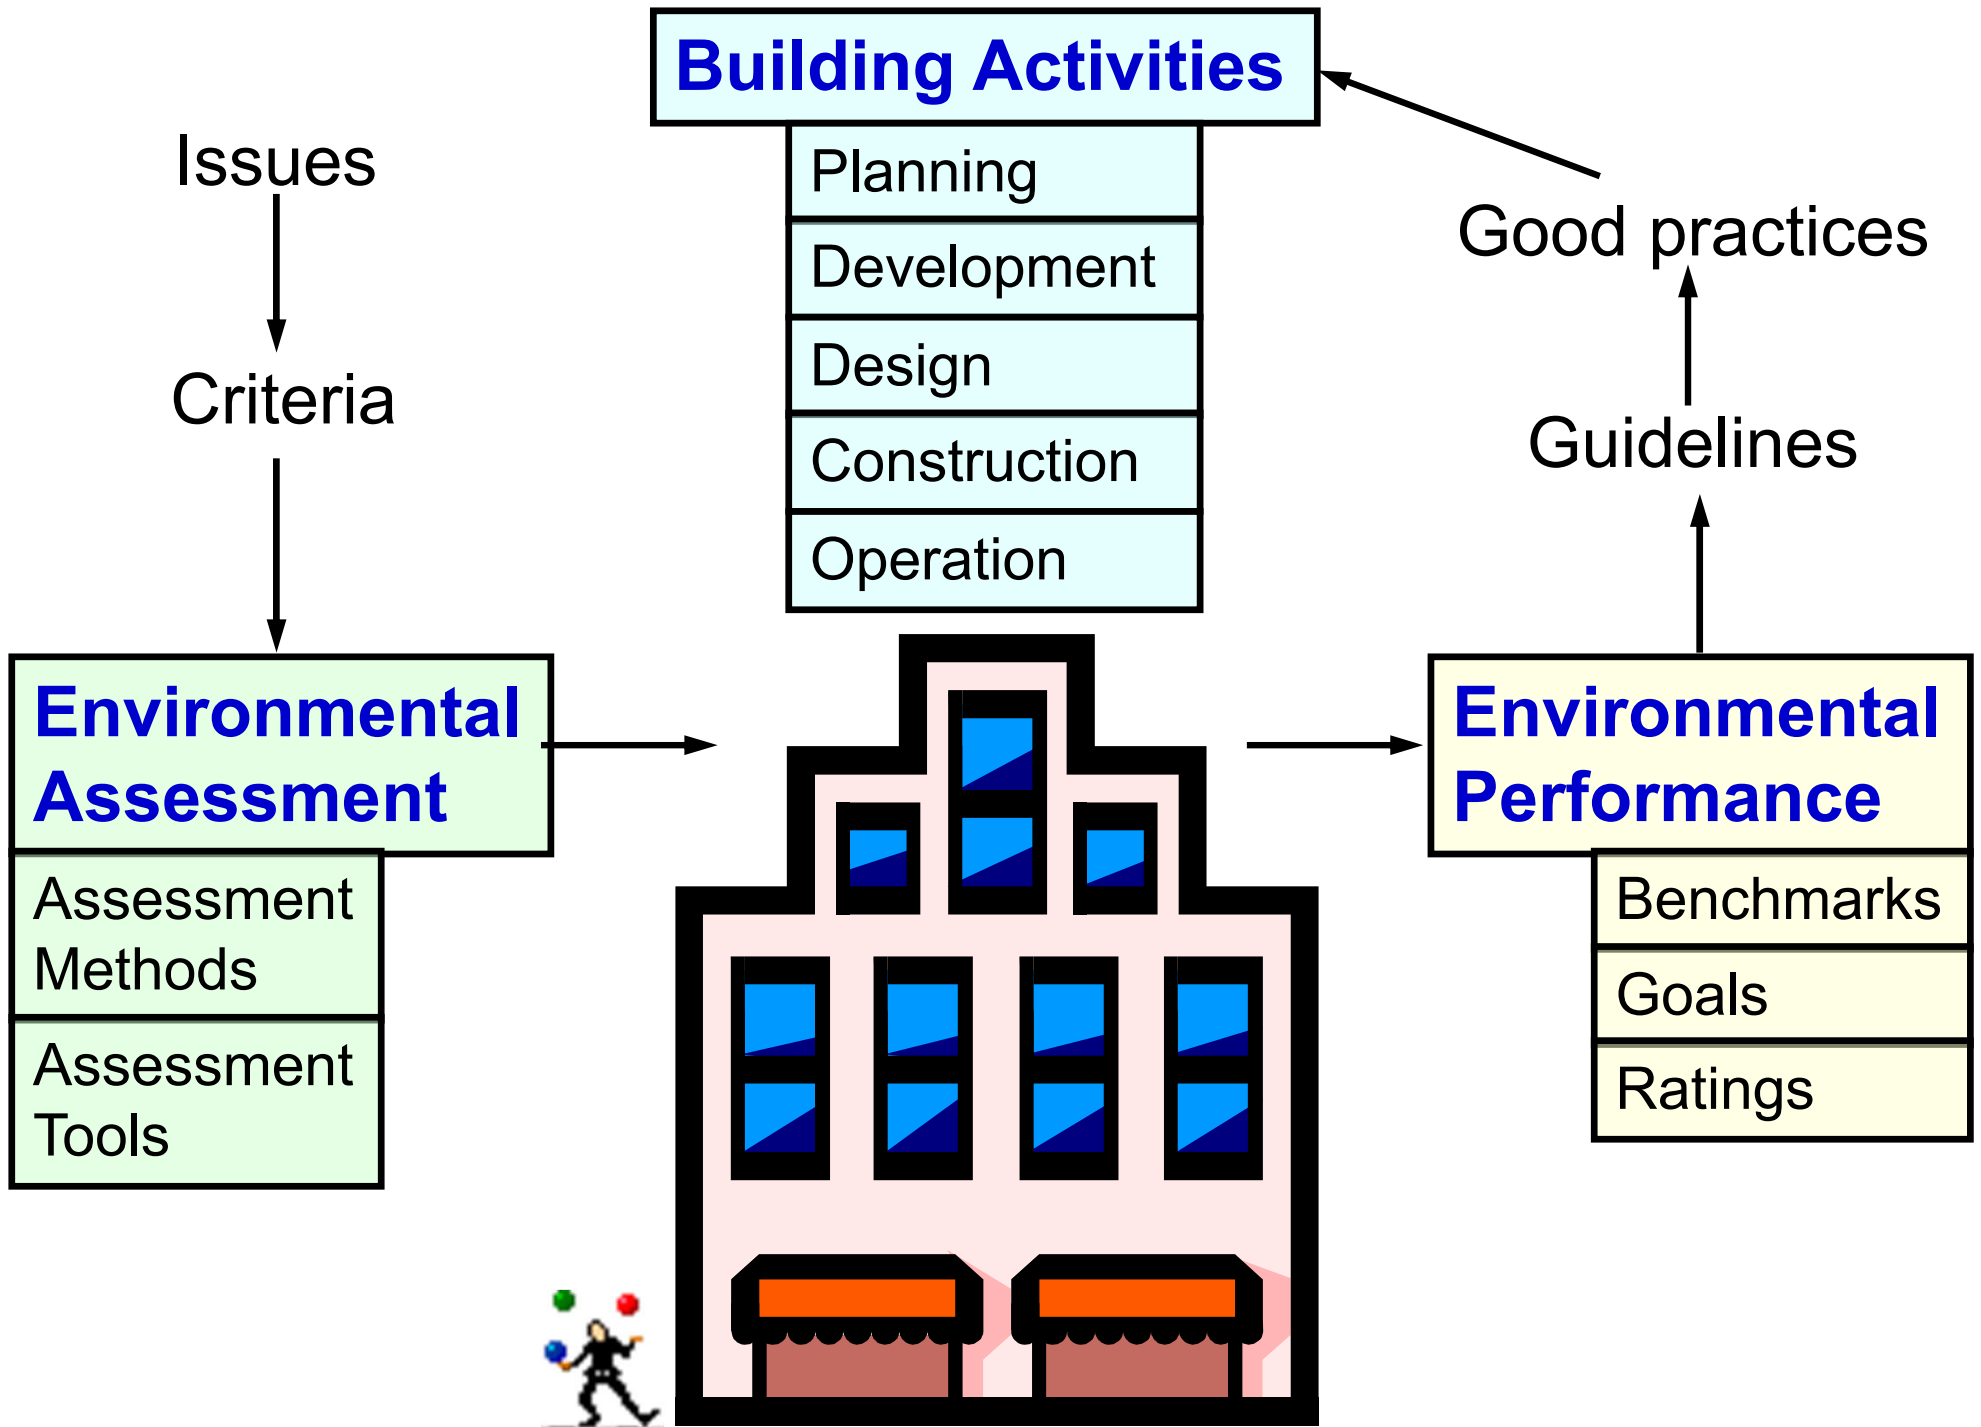 Building Activities
Planning
Development
Design
Construction
Operation
Issues
Criteria
Environmental
Assessment
Assessment
Methods
Assessment
Tools
Good practices
Guidelines
Environmental
Performance
Benchmarks
Goals
Ratings